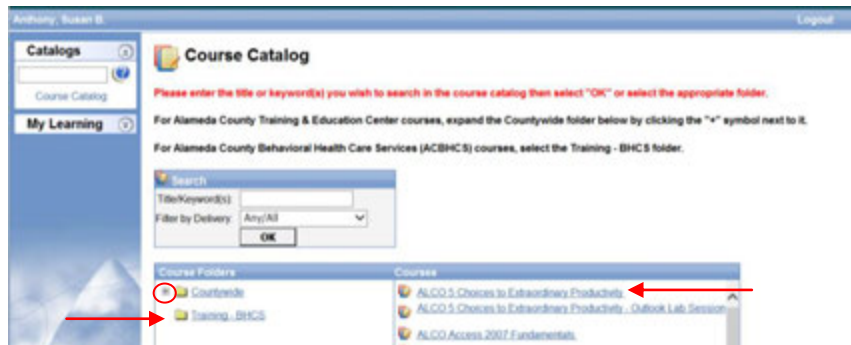 Anthony, Susan B.
Logout
Catalogs
Course Catalog
My Learning
Course Catalog
Please enter the title or keyword(s) you wish to search in the course catalog then select "OK" or select the appropriate folder.
For Alameda County Training & Education Center courses, expand the Countywide folder below by clicking the "+" symbol next to it.
For Alameda County Behavioral Health Care Services (ACBHCS) courses, select the Training - BHCS folder.
Search
Title/Keyword(s):
Filter by Delivery: Any/All
OK
Course Folders
Countywide
Training - BHCS
Courses
ALCO 5 Choices to Extraordinary Productivity
ALCO 5 Choices to Extraordinary Productivity - Outlook Lab Session
ALCO Access 2007 Fundamentals